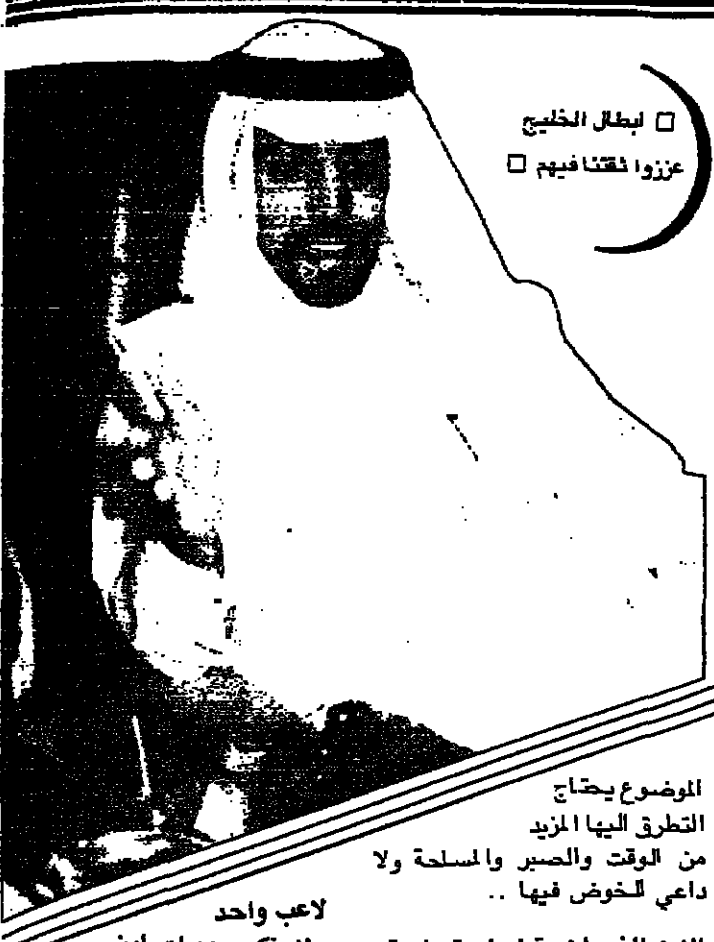 □ ابطال الخليج
عززوا ثقتنا فيهم □
الموضوع يحتاج
التطرق اليها المزيد
من الوقت والصبر والمساحة ولا
داعي للخوض فيها ..
لاعب واحد